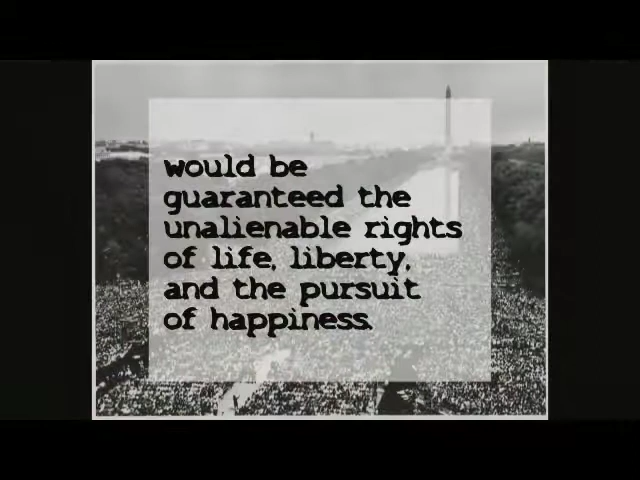 would be
guaranteed the
unalienable rights
of life, liberty,
and the pursuit
of happiness.